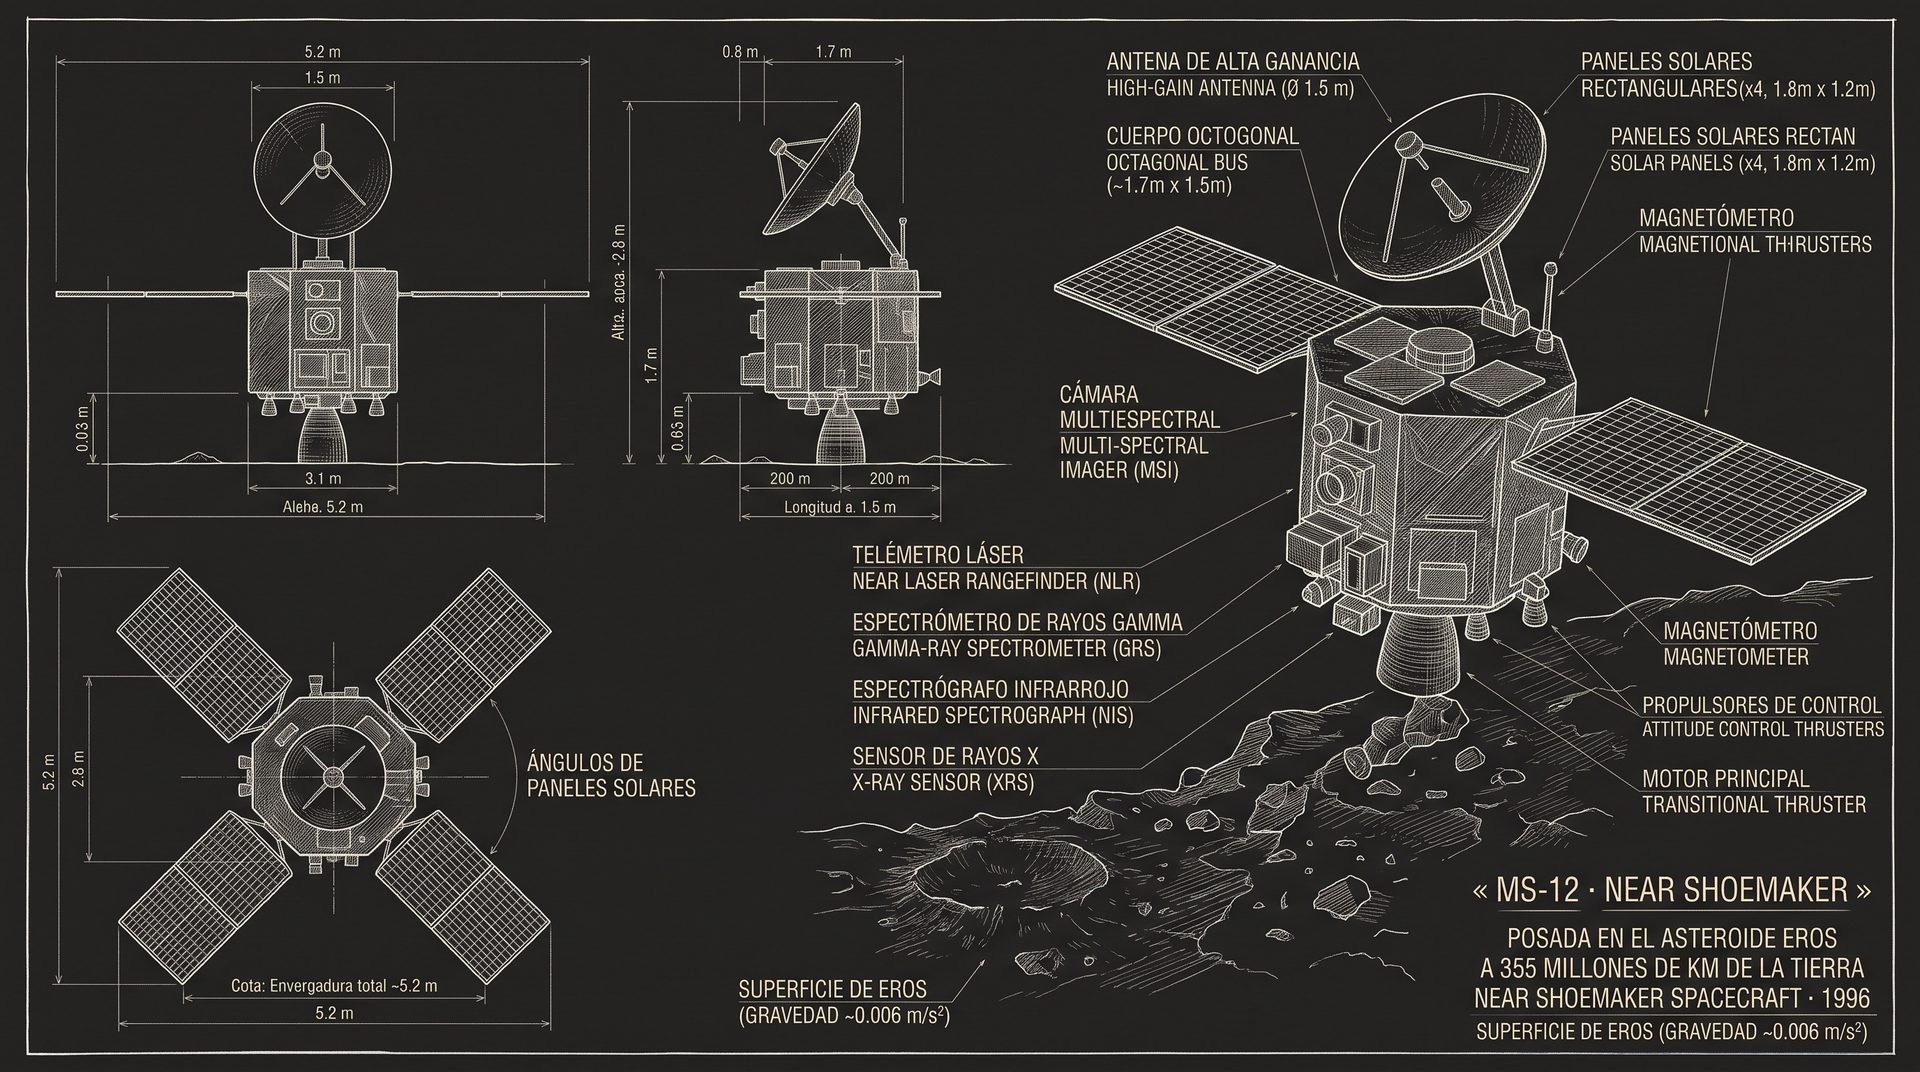 5.2 m
1.5 m
0.03 m
3.1 m
Aleha. 5.2 m
0.8 m
1.7 m
Altr. aoca. -2.8 m
1.7 m
0.63 m
200 m
200 m
Longitud a. 1.5 m
5.2 m
2.8 m
ÁNGULOS DE
PANELES SOLARES
Cota: Envergadura total ~5.2 m
5.2 m
ANTENA DE ALTA GANANCIA
HIGH-GAIN ANTENNA (Ø 1.5 m)
CUERPO OCTOGONAL
OCTAGONAL BUS
(~1.7m x 1.5m)
PANELES SOLARES
RECTANGULARES(x4, 1.8m x 1.2m)
PANELES SOLARES RECTAN
SOLAR PANELS (x4, 1.8m x 1.2m)
MAGNETÓMETRO
MAGNETIONAL THIRUSTERS
CÁMARA
MULTIESPECTRAL
MULTI-SPECTRAL
IMAGER (MSI)
TELÉMETRO LÁSER
NEAR LASER RANGEFINDER (NLR)
ESPECTRÓMETRO DE RAYOS GAMMA
GAMMA-RAY SPECTROMETER (GRS)
ESPECTRÓGRAFO INFRARROJO
INFRARED SPECTROGRAPH (NIS)
SENSOR DE RAYOS X
X-RAY SENSOR (XRS)
MAGNETÓMETRO
MAGNETOMETER
PROPULSORES DE CONTROL
ATTITUDE CONTROL THRUSTERS
MOTOR PRINCIPAL
TRANSITIONAL THRUSTER
SUPERFICIE DE EROS
(GRAVEDAD ~0.006 m/s²)
« MS-12 · NEAR SHOEMAKER »
POSADA EN EL ASTEROIDE EROS
A 355 MILLONES DE KM DE LA TIERRA
NEAR SHOEMAKER SPACECRAFT · 1996
SUPERFICIE DE EROS (GRAVEDAD ~0.006 m/s²)